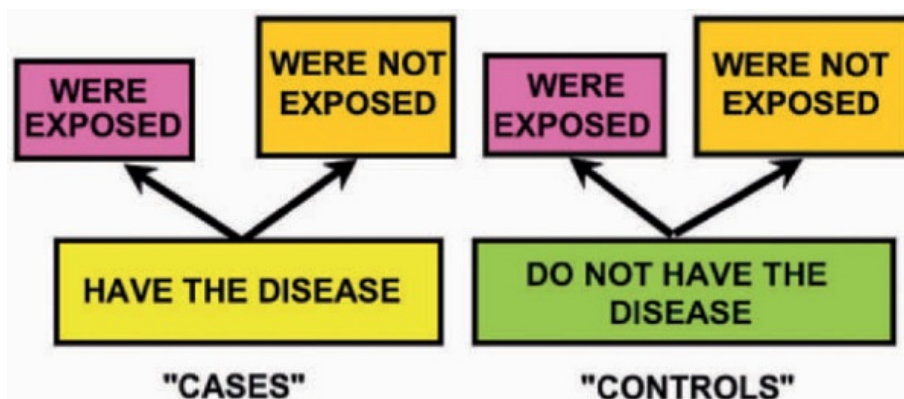 WERE
EXPOSED
WERE NOT
EXPOSED
WERE
EXPOSED
WERE NOT
EXPOSED
HAVE THE DISEASE
DO NOT HAVE THE
DISEASE
"CASES"
"CONTROLS"